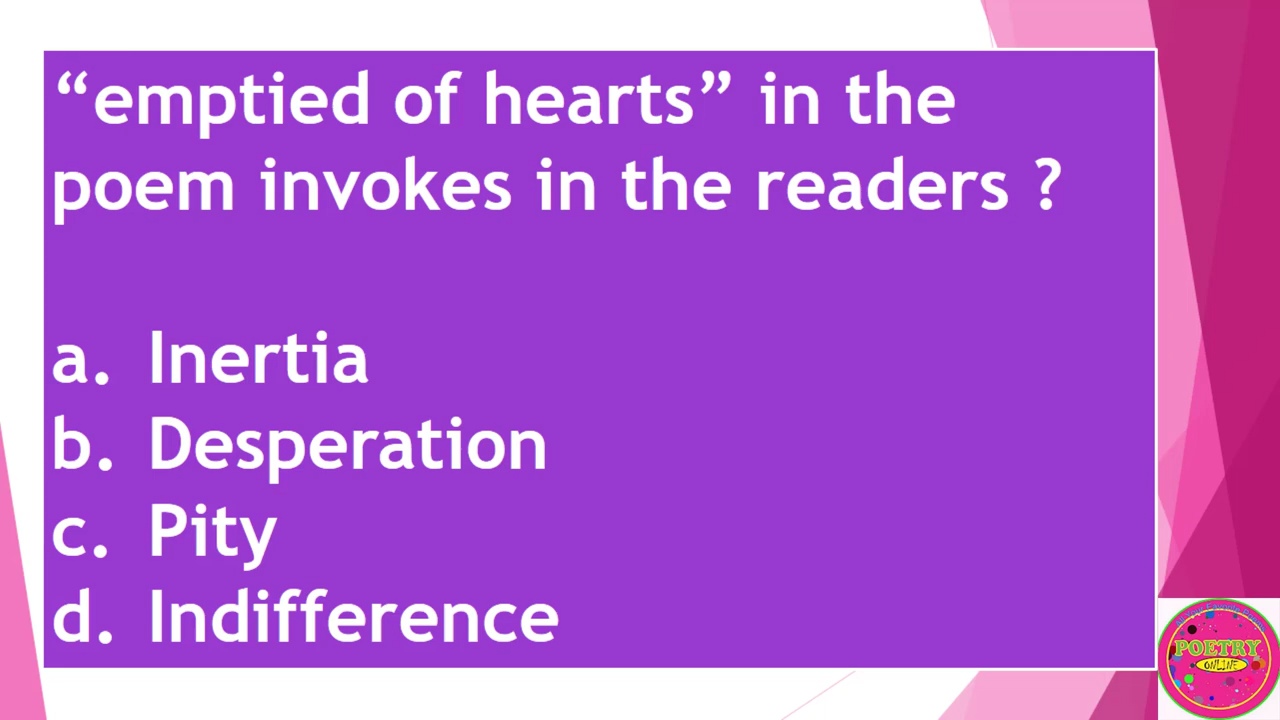 “emptied of hearts” in the
poem invokes in the readers ?
a. Inertia
b. Desperation
c. Pity
d. Indifference
POETRY
ONLINE